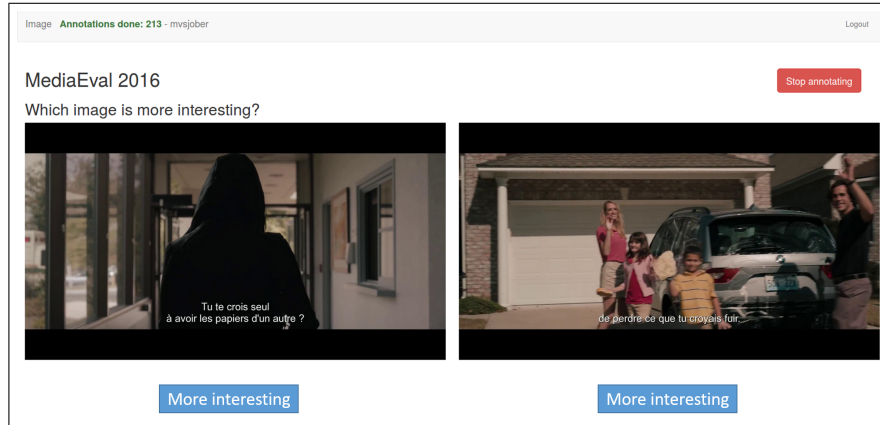 Image Annotations done: 213 - mvsjober
Logout
MediaEval 2016
Stop annotating
Which image is more interesting?
Tu te crois seul
à avoir les papiers d'un autre ?
de perdre ce que tu croyais fuir.
More interesting
More interesting